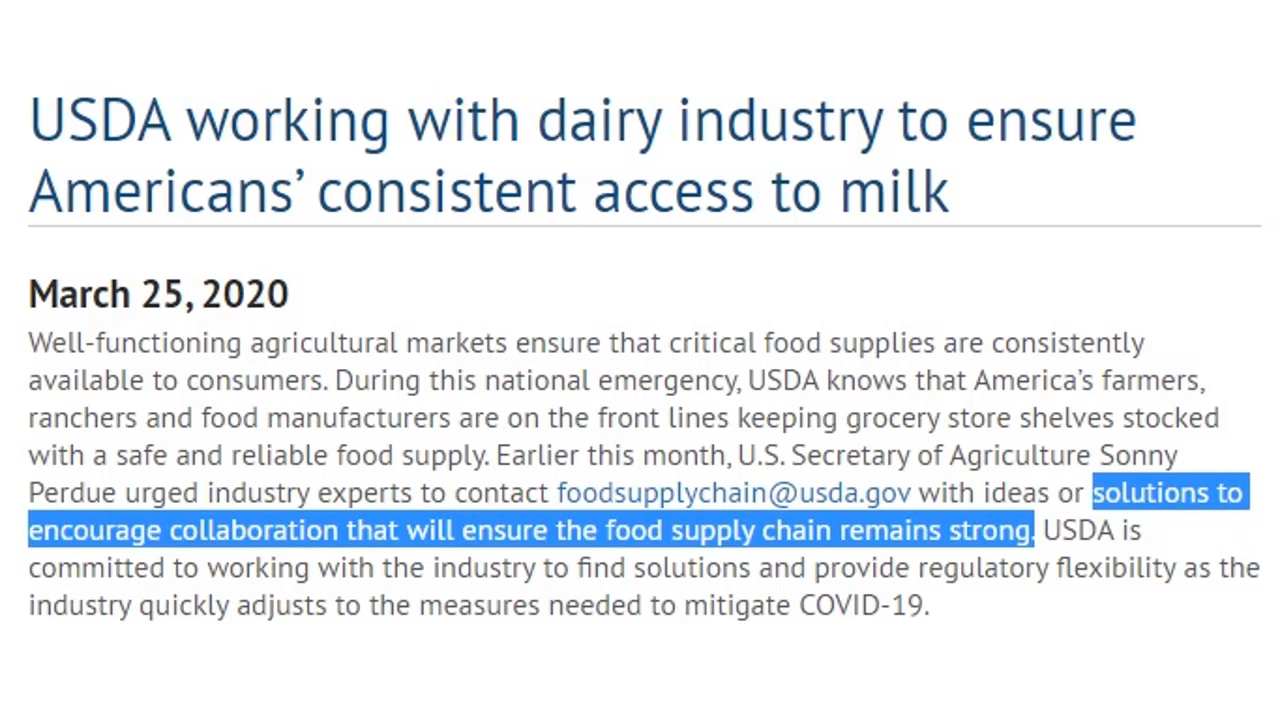 USDA working with dairy industry to ensure
Americans’ consistent access to milk
March 25, 2020
Well-functioning agricultural markets ensure that critical food supplies are consistently
available to consumers. During this national emergency, USDA knows that America’s farmers,
ranchers and food manufacturers are on the front lines keeping grocery store shelves stocked
with a safe and reliable food supply. Earlier this month, U.S. Secretary of Agriculture Sonny
Perdue urged industry experts to contact foodsupplychain@usda.gov with ideas or solutions to
encourage collaboration that will ensure the food supply chain remains strong. USDA is
committed to working with the industry to find solutions and provide regulatory flexibility as the
industry quickly adjusts to the measures needed to mitigate COVID-19.